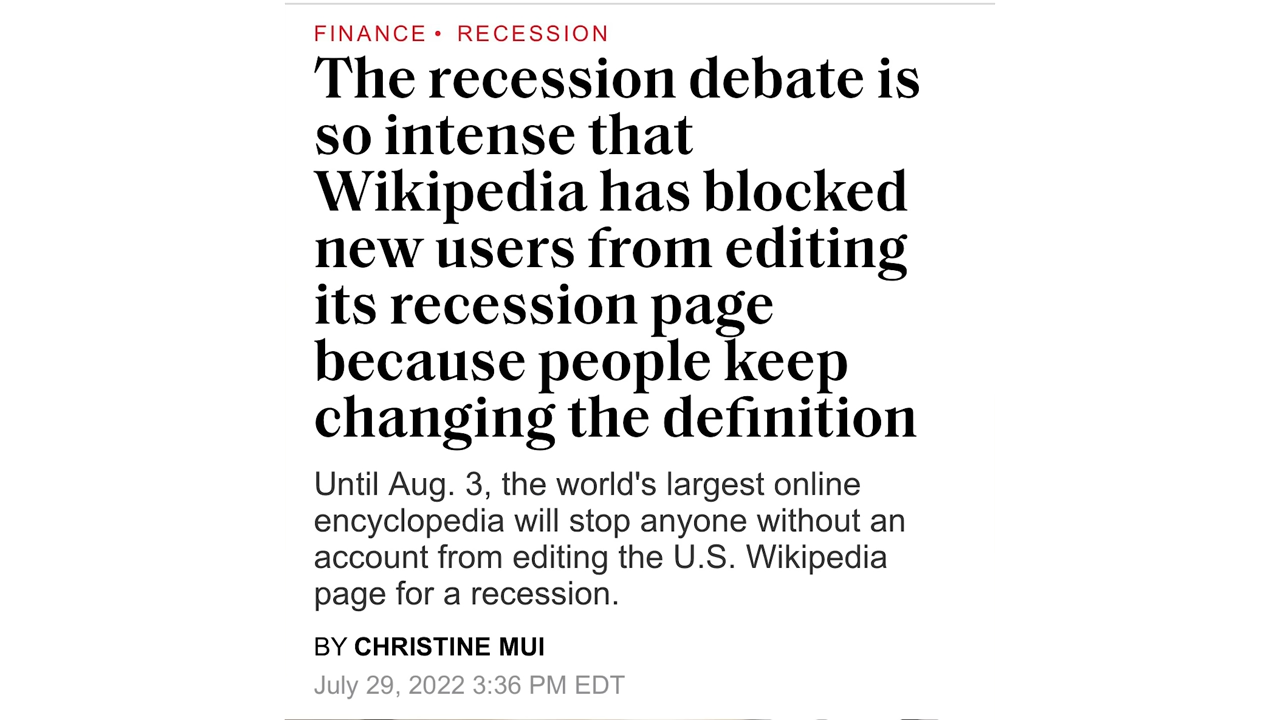 FINANCE • RECESSION
The recession debate is
so intense that
Wikipedia has blocked
new users from editing
its recession page
because people keep
changing the definition
Until Aug. 3, the world's largest online
encyclopedia will stop anyone without an
account from editing the U.S. Wikipedia
page for a recession.
BY CHRISTINE MUI
July 29, 2022 3:36 PM EDT